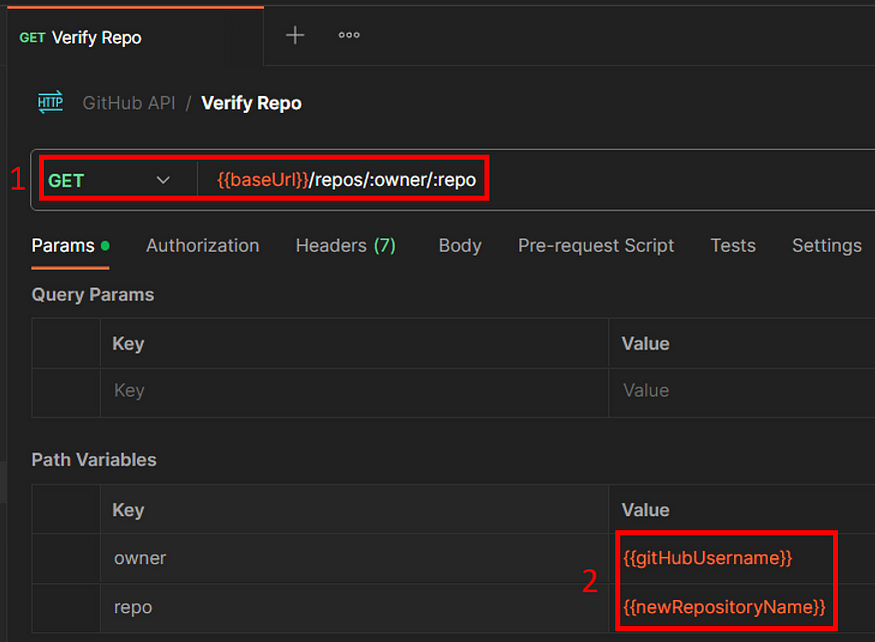 GET Verify Repo
HTTP GitHub API / Verify Repo
1 GET {{baseUrl}}/repos/:owner/:repo
Params Authorization Headers (7) Body Pre-request Script Tests Settings
Query Params
Key Value
Key Value
Path Variables
Key Value
owner {{gitHubUsername}}
2
repo {{newRepositoryName}}